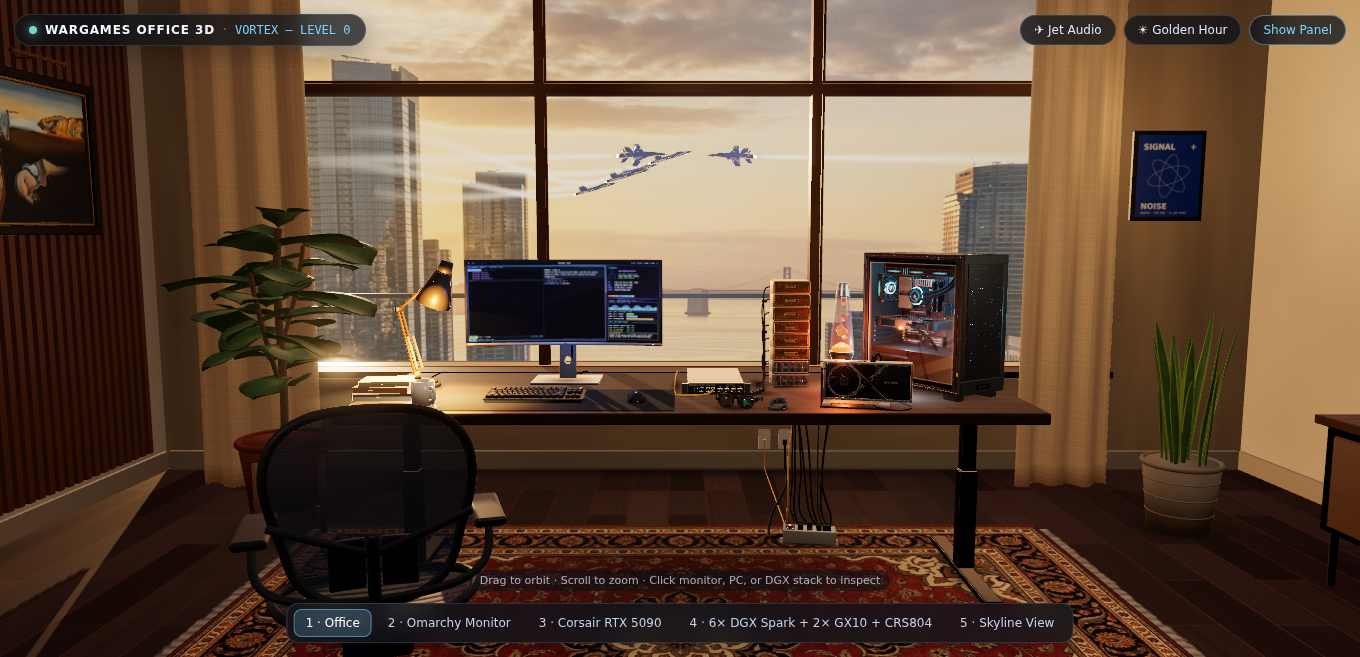 WARGAMES OFFICE 3D · VORTEX — LEVEL 0
✈ Jet Audio
☀ Golden Hour
Show Panel
SIGNAL +
NOISE
Drag to orbit · Scroll to zoom · Click monitor, PC, or DGX stack to inspect
1 · Office
2 · Omarchy Monitor
3 · Corsair RTX 5090
4 · 6× DGX Spark + 2× GX10 + CRS804
5 · Skyline View